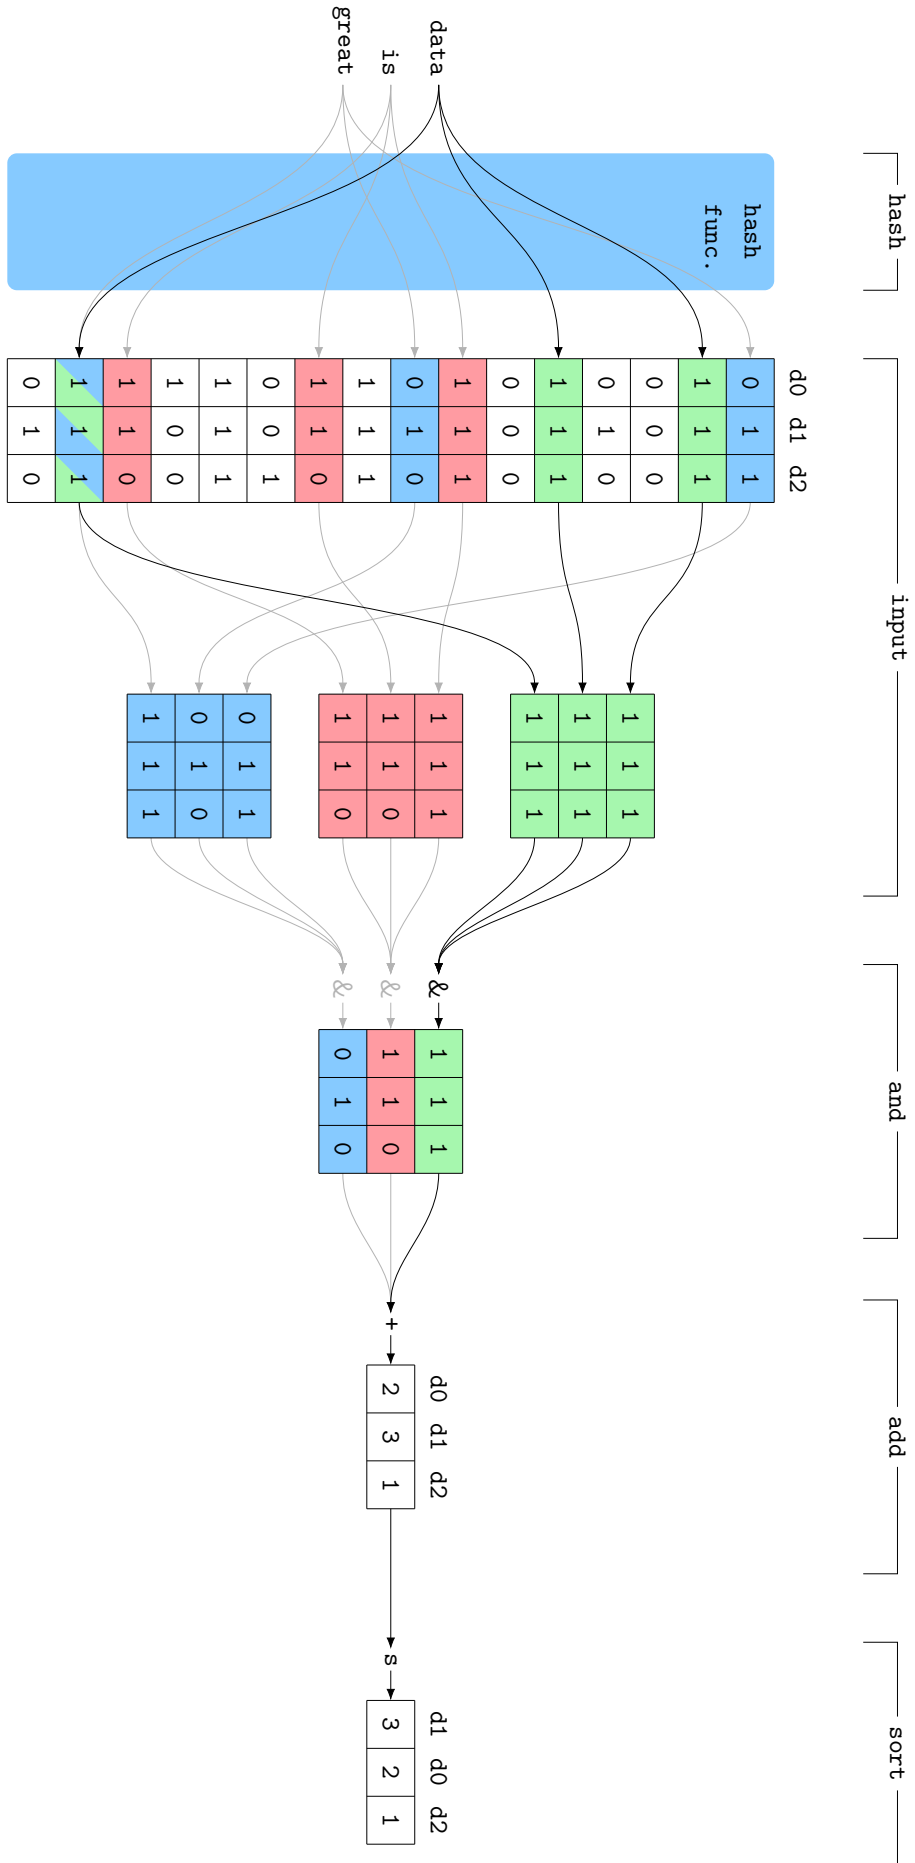 hash
input
and
add
sort
data
is
great
hash
func.
d0 d1 d2
0 1 1
1 1 1
0 0 0
0 1 0
1 1 1
0 0 0
1 1 1
0 1 0
1 1 1
1 1 0
0 0 1
1 1 1
1 0 0
1 1 0
1 1 1
0 1 0
1 1 1
1 1 1
1 1 1
1 1 1
1 1 0
1 1 0
0 1 1
0 1 0
1 1 1
&
&
&
1 1 1
1 1 0
0 1 0
+
d0 d1 d2
2 3 1
s
d1 d0 d2
3 2 1